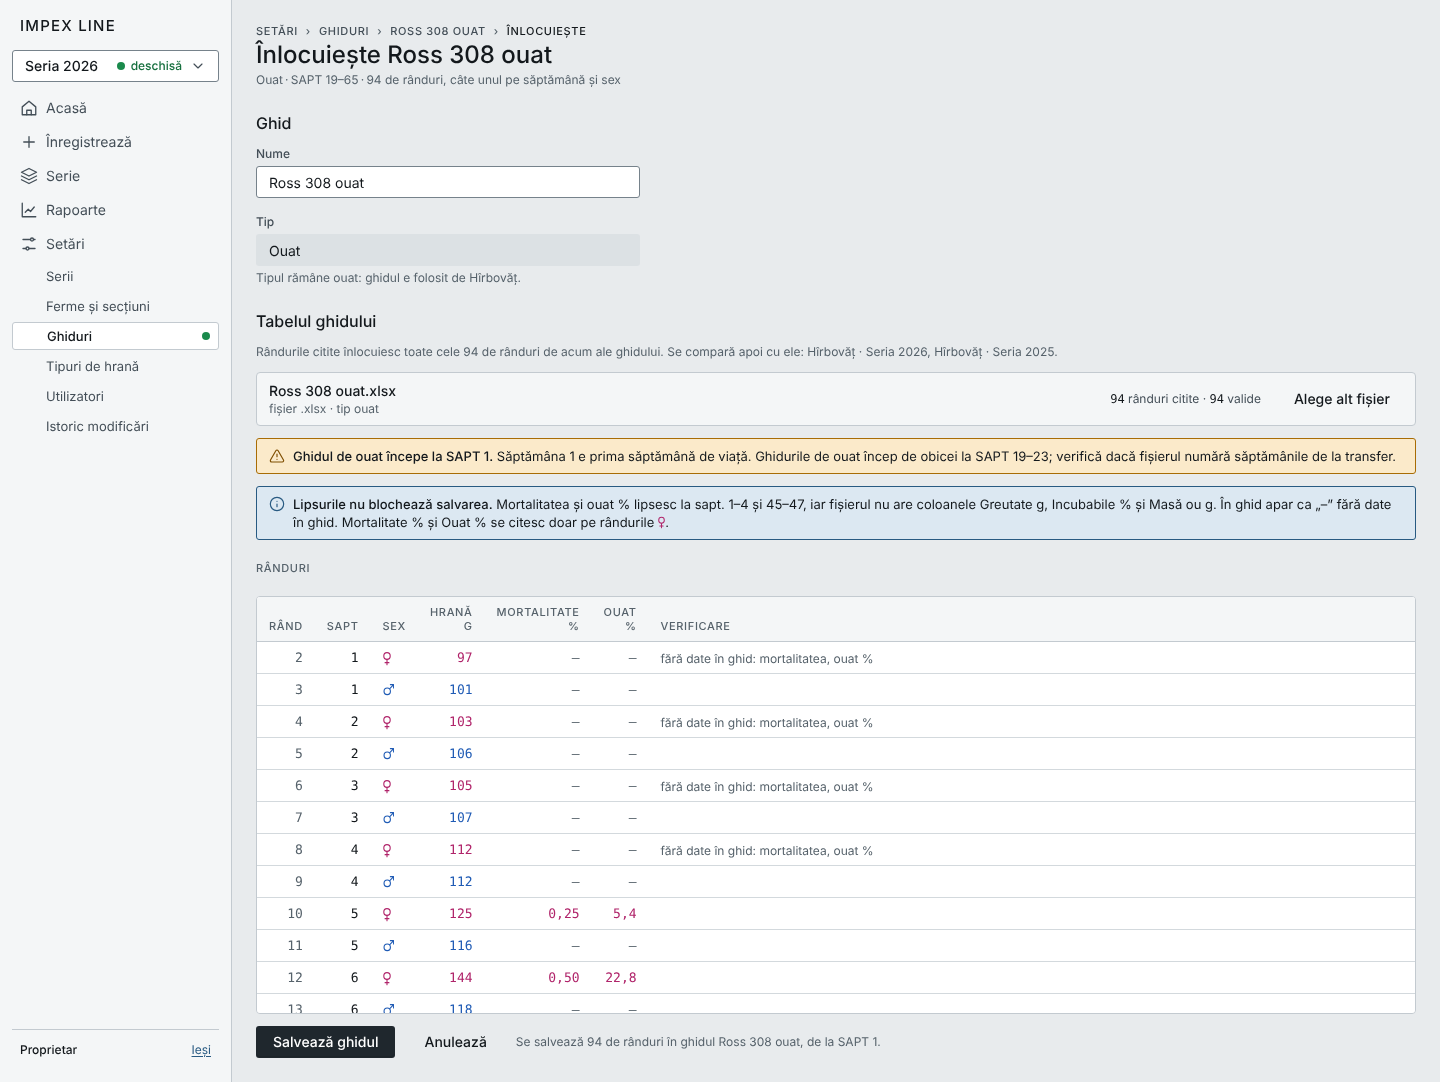 IMPEX LINE
Seria 2026 deschisă
Acasă
Înregistrează
Serie
Rapoarte
Setări
Serii
Ferme și secțiuni
Ghiduri
Tipuri de hrană
Utilizatori
Istoric modificări
Proprietar Ieși
SETĂRI › GHIDURI › ROSS 308 OUAT › ÎNLOCUIEȘTE
Înlocuiește Ross 308 ouat
Ouat · SAPT 19–65 · 94 de rânduri, câte unul pe săptămână și sex
Ghid
Nume
Ross 308 ouat
Tip
Ouat
Tipul rămâne ouat: ghidul e folosit de Hîrbovăț.
Tabelul ghidului
Rândurile citite înlocuiesc toate cele 94 de rânduri de acum ale ghidului. Se compară apoi cu ele: Hîrbovăț · Seria 2026, Hîrbovăț · Seria 2025.
Ross 308 ouat.xlsx
fișier .xlsx · tip ouat
94 rânduri citite · 94 valide Alege alt fișier
Ghidul de ouat începe la SAPT 1. Săptămâna 1 e prima săptămână de viață. Ghidurile de ouat încep de obicei la SAPT 19–23; verifică dacă fișierul numără săptămânile de la transfer.
Lipsurile nu blochează salvarea. Mortalitatea și ouat % lipsesc la sapt. 1–4 și 45–47, iar fișierul nu are coloanele Greutate g, Incubabile % și Masă ou g. În ghid apar ca „–” fără date
în ghid. Mortalitate % și Ouat % se citesc doar pe rândurile ♀.
RÂNDURI
RÂND SAPT SEX HRANĂ G MORTALITATE % OUAT % VERIFICARE
2 1 ♀ 97 – – fără date în ghid: mortalitatea, ouat %
3 1 ♂ 101 – –
4 2 ♀ 103 – – fără date în ghid: mortalitatea, ouat %
5 2 ♂ 106 – –
6 3 ♀ 105 – – fără date în ghid: mortalitatea, ouat %
7 3 ♂ 107 – –
8 4 ♀ 112 – – fără date în ghid: mortalitatea, ouat %
9 4 ♂ 112 – –
10 5 ♀ 125 0,25 5,4
11 5 ♂ 116 – –
12 6 ♀ 144 0,50 22,8
13 6 ♂ 118 – –
Salvează ghidul Anulează Se salvează 94 de rânduri în ghidul Ross 308 ouat, de la SAPT 1.